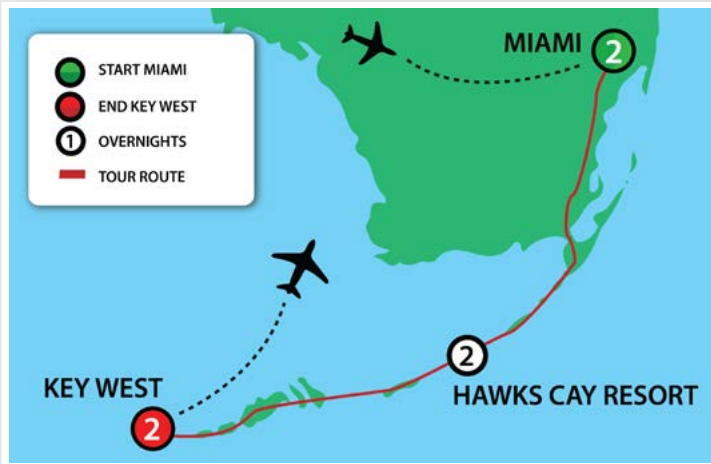 START MIAMI
END KEY WEST
1 OVERNIGHTS
TOUR ROUTE
MIAMI 2
2
HAWKS CAY RESORT
KEY WEST
2